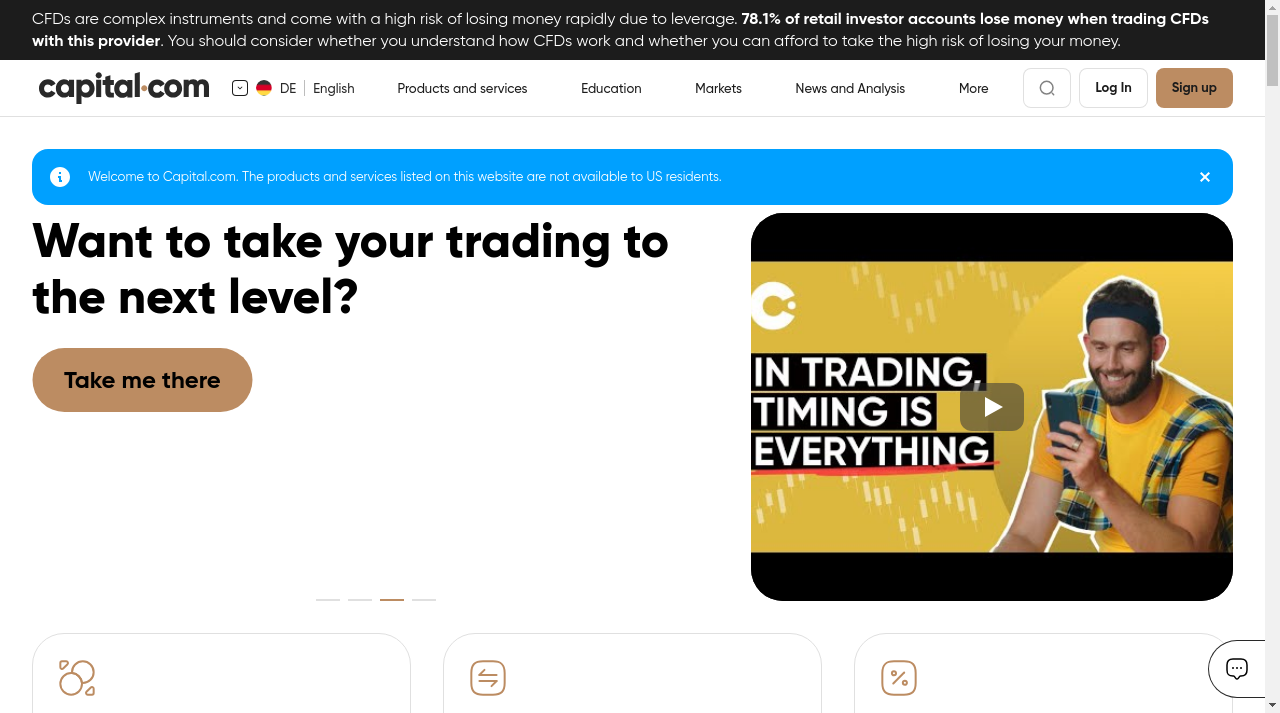 CFDs are complex instruments and come with a high risk of losing money rapidly due to leverage. 78.1% of retail investor accounts lose money when trading CFDs
with this provider. You should consider whether you understand how CFDs work and whether you can afford to take the high risk of losing your money.
capital.com DE English Products and services Education Markets News and Analysis More Log In Sign up
Welcome to Capital.com. The products and services listed on this website are not available to US residents.
Want to take your trading to
the next level?
Take me there
IN TRADING,
TIMING IS
EVERYTHING